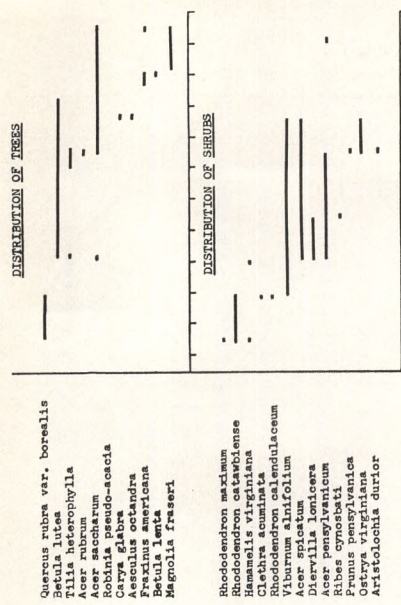 DISTRIBUTION OF TREES
Quercus rubra var. borealis
Betula lutea
Tilia heterophylla
Acer rubrum
Acer saccharum
Robinia pseudo-acacia
Carya glabra
Aesculus octandra
Fraxinus americana
Betula lenta
Magnolia fraseri
DISTRIBUTION OF SHRUBS
Rhododendron maximum
Rhododendron catawbiense
Hamamelis virginiana
Clethra acuminata
Rhododendron calendulaceum
Viburnum alnifolium
Acer spicatum
Diervilla lonicera
Acer pensylvanicum
Ribes cynosbati
Prunus pensylvanica
Ostrya virginiana
Aristolochia durior